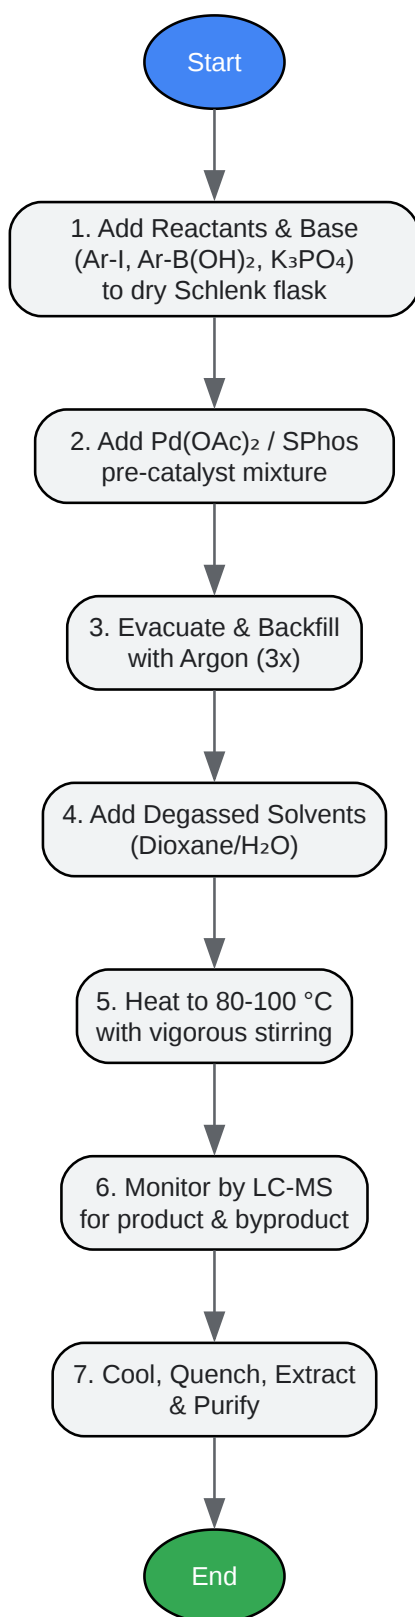 Start
1. Add Reactants & Base
(Ar-I, Ar-B(OH)₂, K₃PO₄)
to dry Schlenk flask
2. Add Pd(OAc)₂ / SPhos
pre-catalyst mixture
3. Evacuate & Backfill
with Argon (3x)
4. Add Degassed Solvents
(Dioxane/H₂O)
5. Heat to 80-100 °C
with vigorous stirring
6. Monitor by LC-MS
for product & byproduct
7. Cool, Quench, Extract
& Purify
End